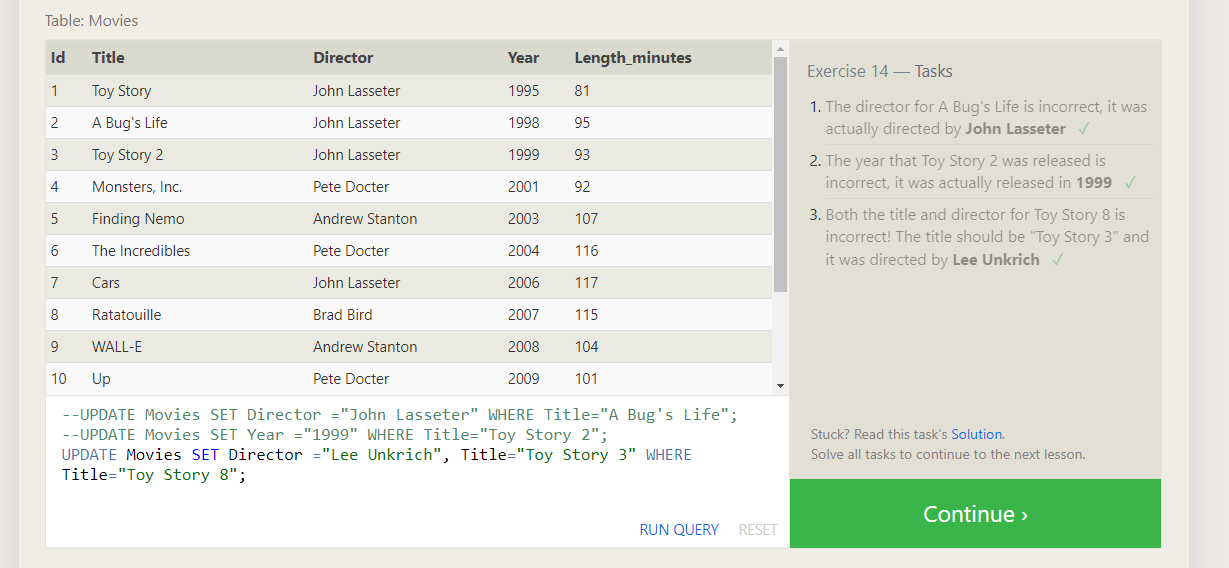 Table: Movies
Id Title Director Year Length_minutes
1 Toy Story John Lasseter 1995 81
2 A Bug's Life John Lasseter 1998 95
3 Toy Story 2 John Lasseter 1999 93
4 Monsters, Inc. Pete Docter 2001 92
5 Finding Nemo Andrew Stanton 2003 107
6 The Incredibles Pete Docter 2004 116
7 Cars John Lasseter 2006 117
8 Ratatouille Brad Bird 2007 115
9 WALL-E Andrew Stanton 2008 104
10 Up Pete Docter 2009 101
--UPDATE Movies SET Director ="John Lasseter" WHERE Title="A Bug's Life";
--UPDATE Movies SET Year ="1999" WHERE Title="Toy Story 2";
UPDATE Movies SET Director ="Lee Unkrich", Title="Toy Story 3" WHERE
Title="Toy Story 8";
RUN QUERY RESET
Exercise 14 — Tasks
1. The director for A Bug's Life is incorrect, it was
actually directed by John Lasseter ✓
2. The year that Toy Story 2 was released is
incorrect, it was actually released in 1999 ✓
3. Both the title and director for Toy Story 8 is
incorrect! The title should be "Toy Story 3" and
it was directed by Lee Unkrich ✓
Stuck? Read this task's Solution.
Solve all tasks to continue to the next lesson.
Continue ›